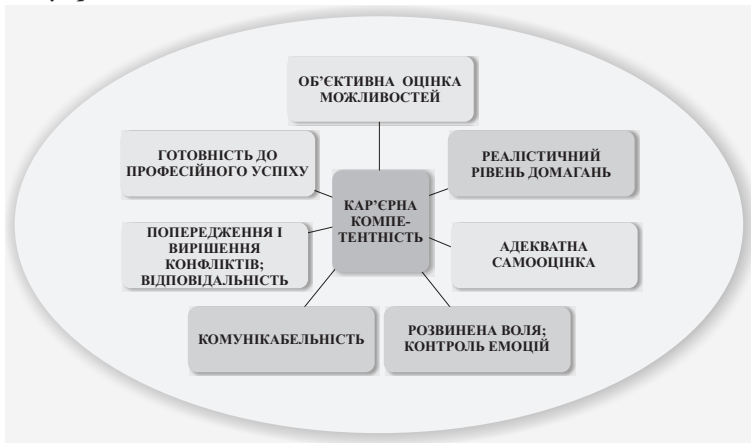 ОБ’ЄКТИВНА ОЦІНКА
МОЖЛИВОСТЕЙ
ГОТОВНІСТЬ ДО
ПРОФЕСІЙНОГО УСПІХУ
РЕАЛІСТИЧНИЙ
РІВЕНЬ ДОМАГАНЬ
КАР’ЄРНА
КОМПЕ-
ТЕНТНІСТЬ
ПОПЕРЕДЖЕННЯ І
ВИРІШЕННЯ
КОНФЛІКТІВ;
ВІДПОВІДАЛЬНІСТЬ
АДЕКВАТНА
САМООЦІНКА
КОМУНІКАБЕЛЬНІСТЬ
РОЗВИНЕНА ВОЛЯ;
КОНТРОЛЬ ЕМОЦІЙ